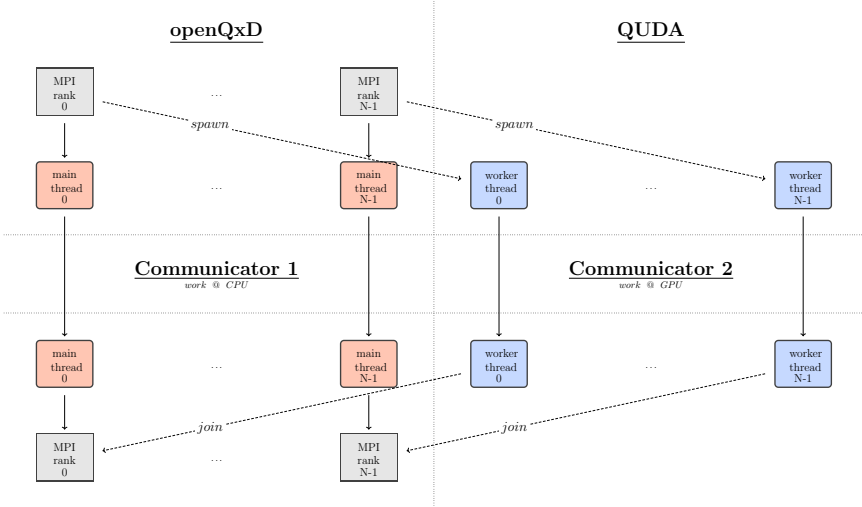 openQxD
QUDA
MPI
rank
0
...
MPI
rank
N-1
spawn
spawn
main
thread
0
...
main
thread
N-1
worker
thread
0
...
worker
thread
N-1
Communicator 1
work @ CPU
Communicator 2
work @ GPU
main
thread
0
...
main
thread
N-1
worker
thread
0
...
worker
thread
N-1
join
join
MPI
rank
0
...
MPI
rank
N-1